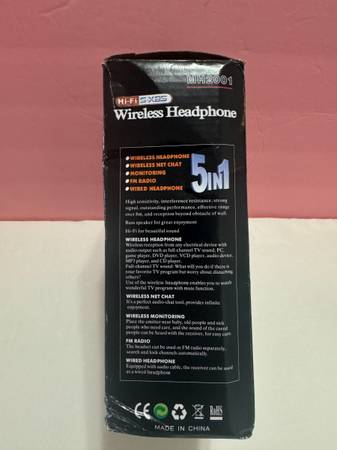 MH2001
Hi-Fi S-XBS
Wireless Headphone
WIRELESS HEADPHONE
WIRELESS NET CHAT
MONITORING
FM RADIO
WIRED HEADPHONE
5in1
High sensitivity, interference resistance, strong
signal, outstanding performance, effective range
over 8m, and reception beyond obstacle of wall.
Bass speaker for great enjoyment
Hi-Fi for beautiful sound
WIRELESS HEADPHONE
Wireless reception from any electrical device with
audio output such as full channel TV sound, PC,
game player, DVD player, VCD player, audio device,
MP3 player, and CD player.
Full-channel TV sound: What will you do if there is
your favorite TV program but worry about disturbing
others?
Use of the wireless headphone enables you to watch
wonderful TV program with mute function.
WIRELESS NET CHAT
It's a perfect audio-chat tool, provides infinite
enjoyment.
WIRELESS MONITORING
Place the emitter near baby, old people and sick
people who need care, and the sound of the cared
people can be heard with the receiver, for easy care.
FM RADIO
The headset can be used as FM radio separately,
search and lock channels automatically.
WIRED HEADPHONE
Equipped with audio cable, the receiver can be used
as a wired headphone
CE
RoHS
MADE IN CHINA